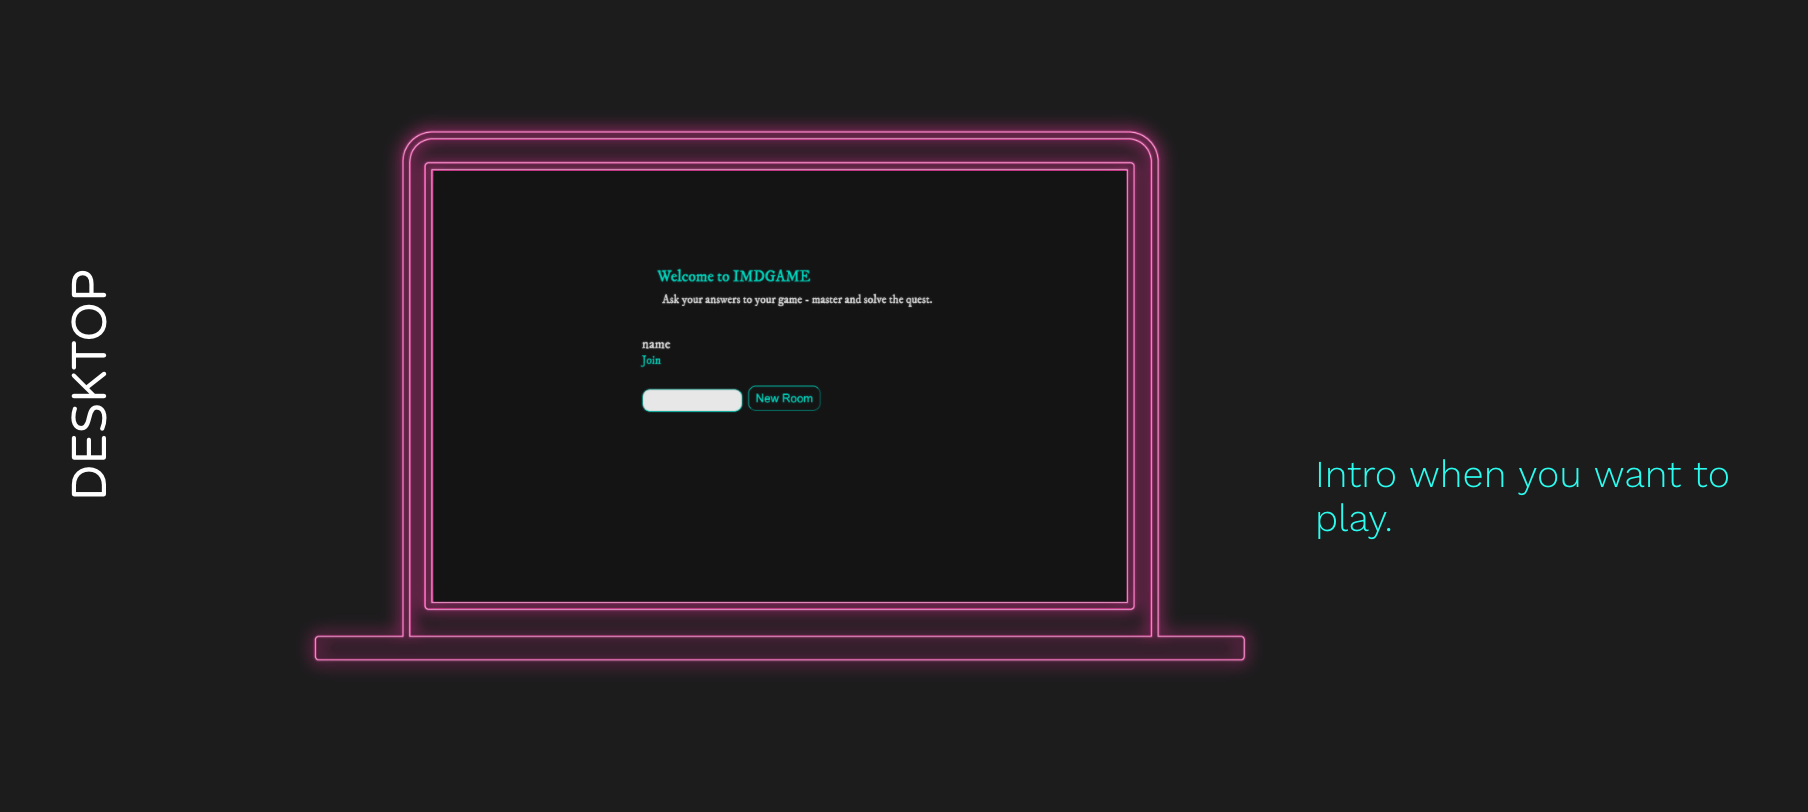 DESKTOP
Welcome to IMDGAME
Ask your answers to your game - master and solve the quest.
name
Join
New Room
Intro when you want to
play.